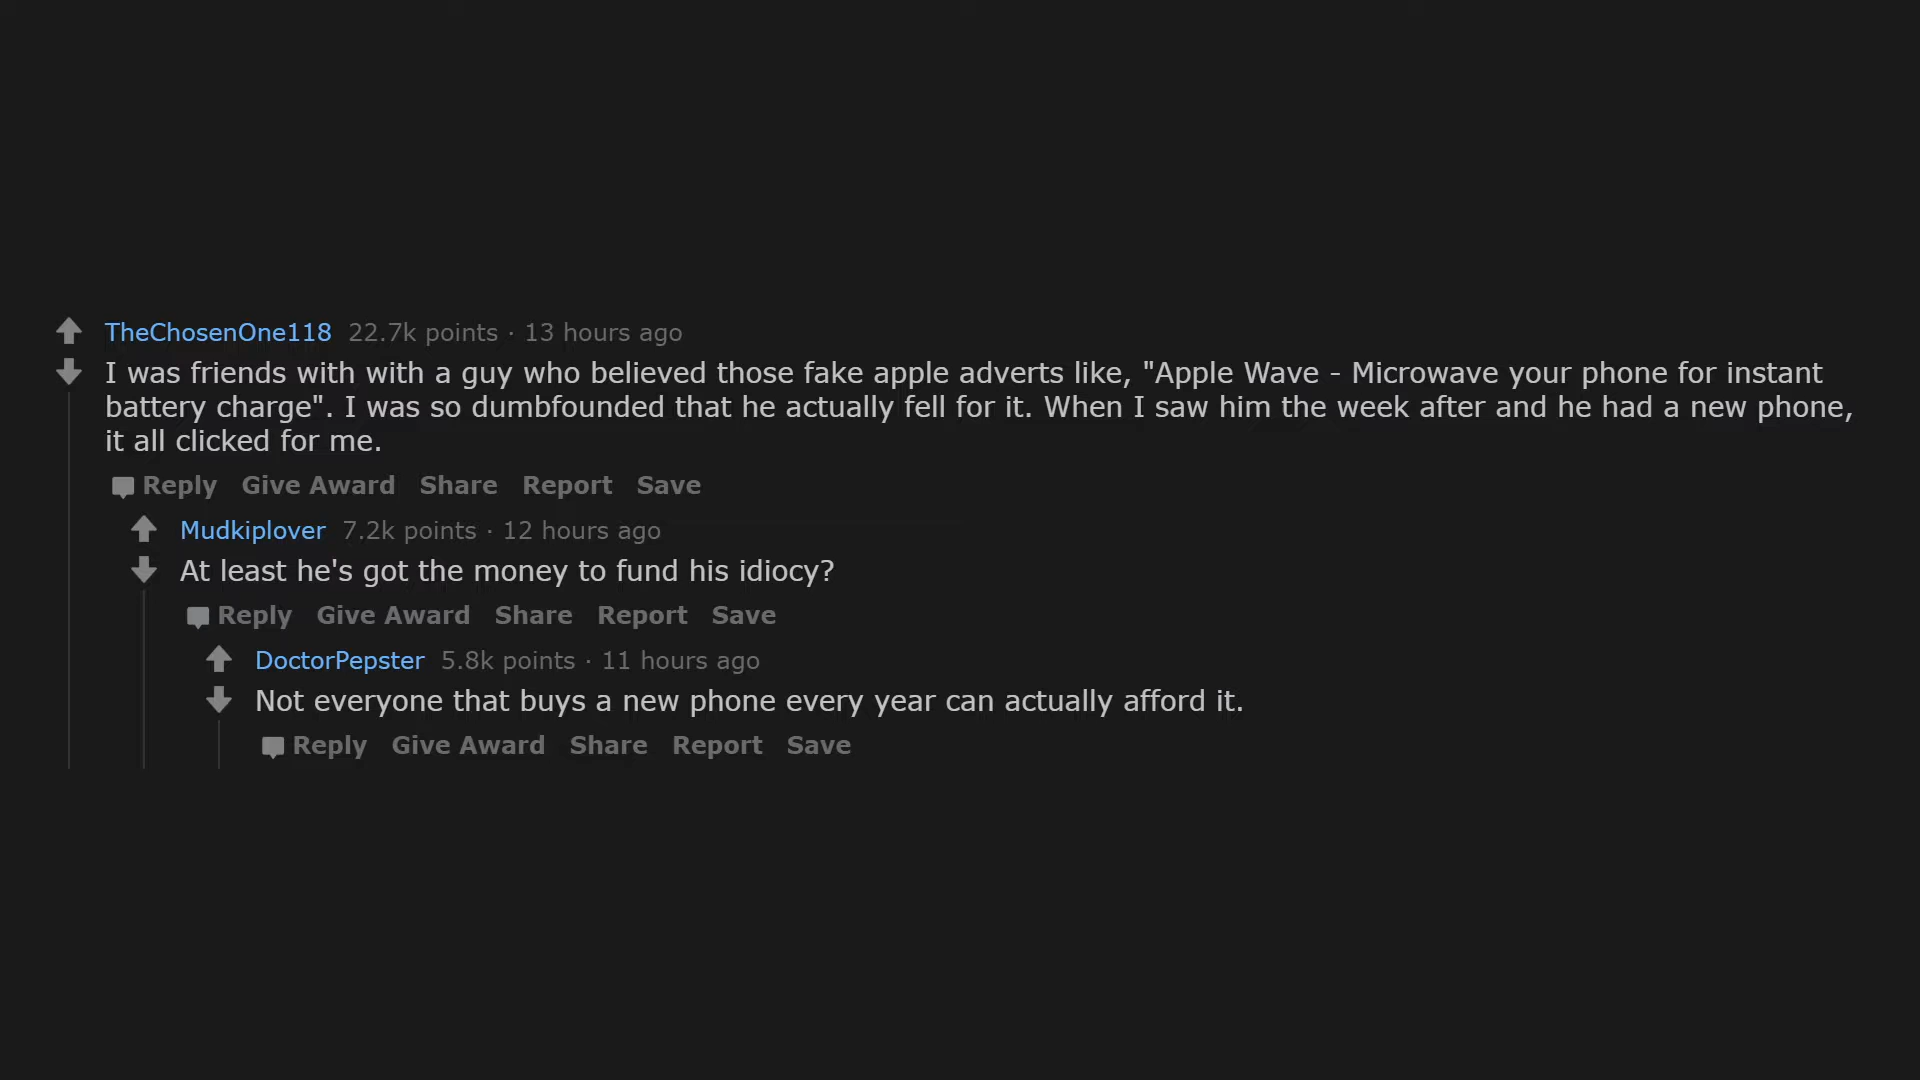 TheChosenOne118 22.7k points · 13 hours ago
I was friends with with a guy who believed those fake apple adverts like, "Apple Wave - Microwave your phone for instant
battery charge". I was so dumbfounded that he actually fell for it. When I saw him the week after and he had a new phone,
it all clicked for me.
Reply Give Award Share Report Save
Mudkiplover 7.2k points · 12 hours ago
At least he's got the money to fund his idiocy?
Reply Give Award Share Report Save
DoctorPepster 5.8k points · 11 hours ago
Not everyone that buys a new phone every year can actually afford it.
Reply Give Award Share Report Save